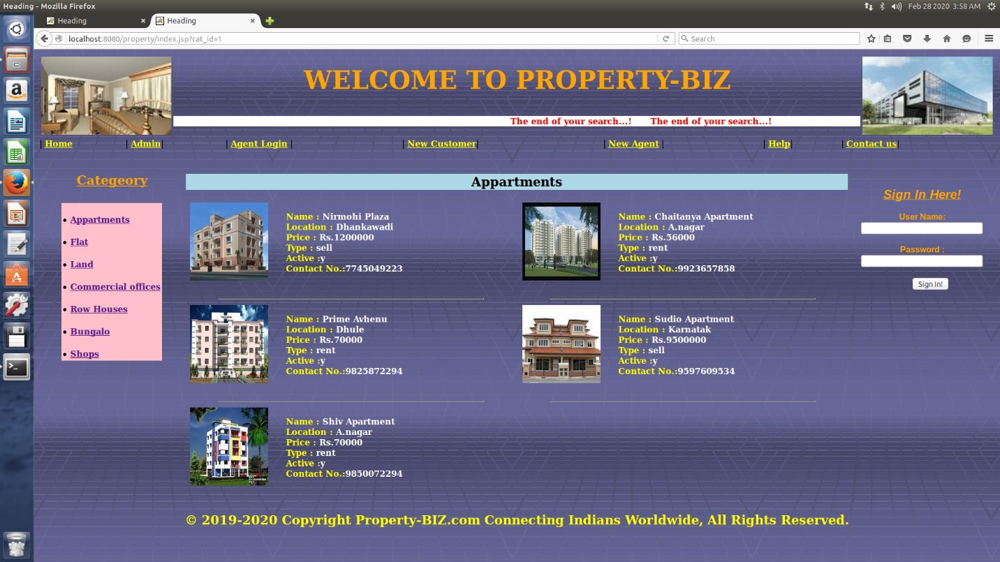 Heading - Mozilla Firefox
Feb 28 2020 3:58 AM
Heading
Heading
localhost:8080/property/index.jsp?cat_id=1
Search
WELCOME TO PROPERTY-BIZ
The end of your search...! The end of your search...!
| Home | Admin| | Agent Login | | New Customer| | New Agent | | Help| | Contact us|
Categeory
• Appartments
• Flat
• Land
• Commercial offices
• Row Houses
• Bungalo
• Shops
Appartments
Name : Nirmohi Plaza
Location : Dhankawadi
Price : Rs.1200000
Type : sell
Active :y
Contact No.:7745049223
Name : Chaitanya Apartment
Location : A.nagar
Price : Rs.56000
Type : rent
Active :y
Contact No.:9923657858
Name : Prime Avhenu
Location : Dhule
Price : Rs.70000
Type : rent
Active :y
Contact No.:9825872294
Name : Sudio Apartment
Location : Karnatak
Price : Rs.9500000
Type : sell
Active :y
Contact No.:9597609534
Name : Shiv Apartment
Location : A.nagar
Price : Rs.70000
Type : rent
Active :y
Contact No.:9850072294
Sign In Here!
User Name:
Password :
Sign In!
© 2019-2020 Copyright Property-BIZ.com Connecting Indians Worldwide, All Rights Reserved.